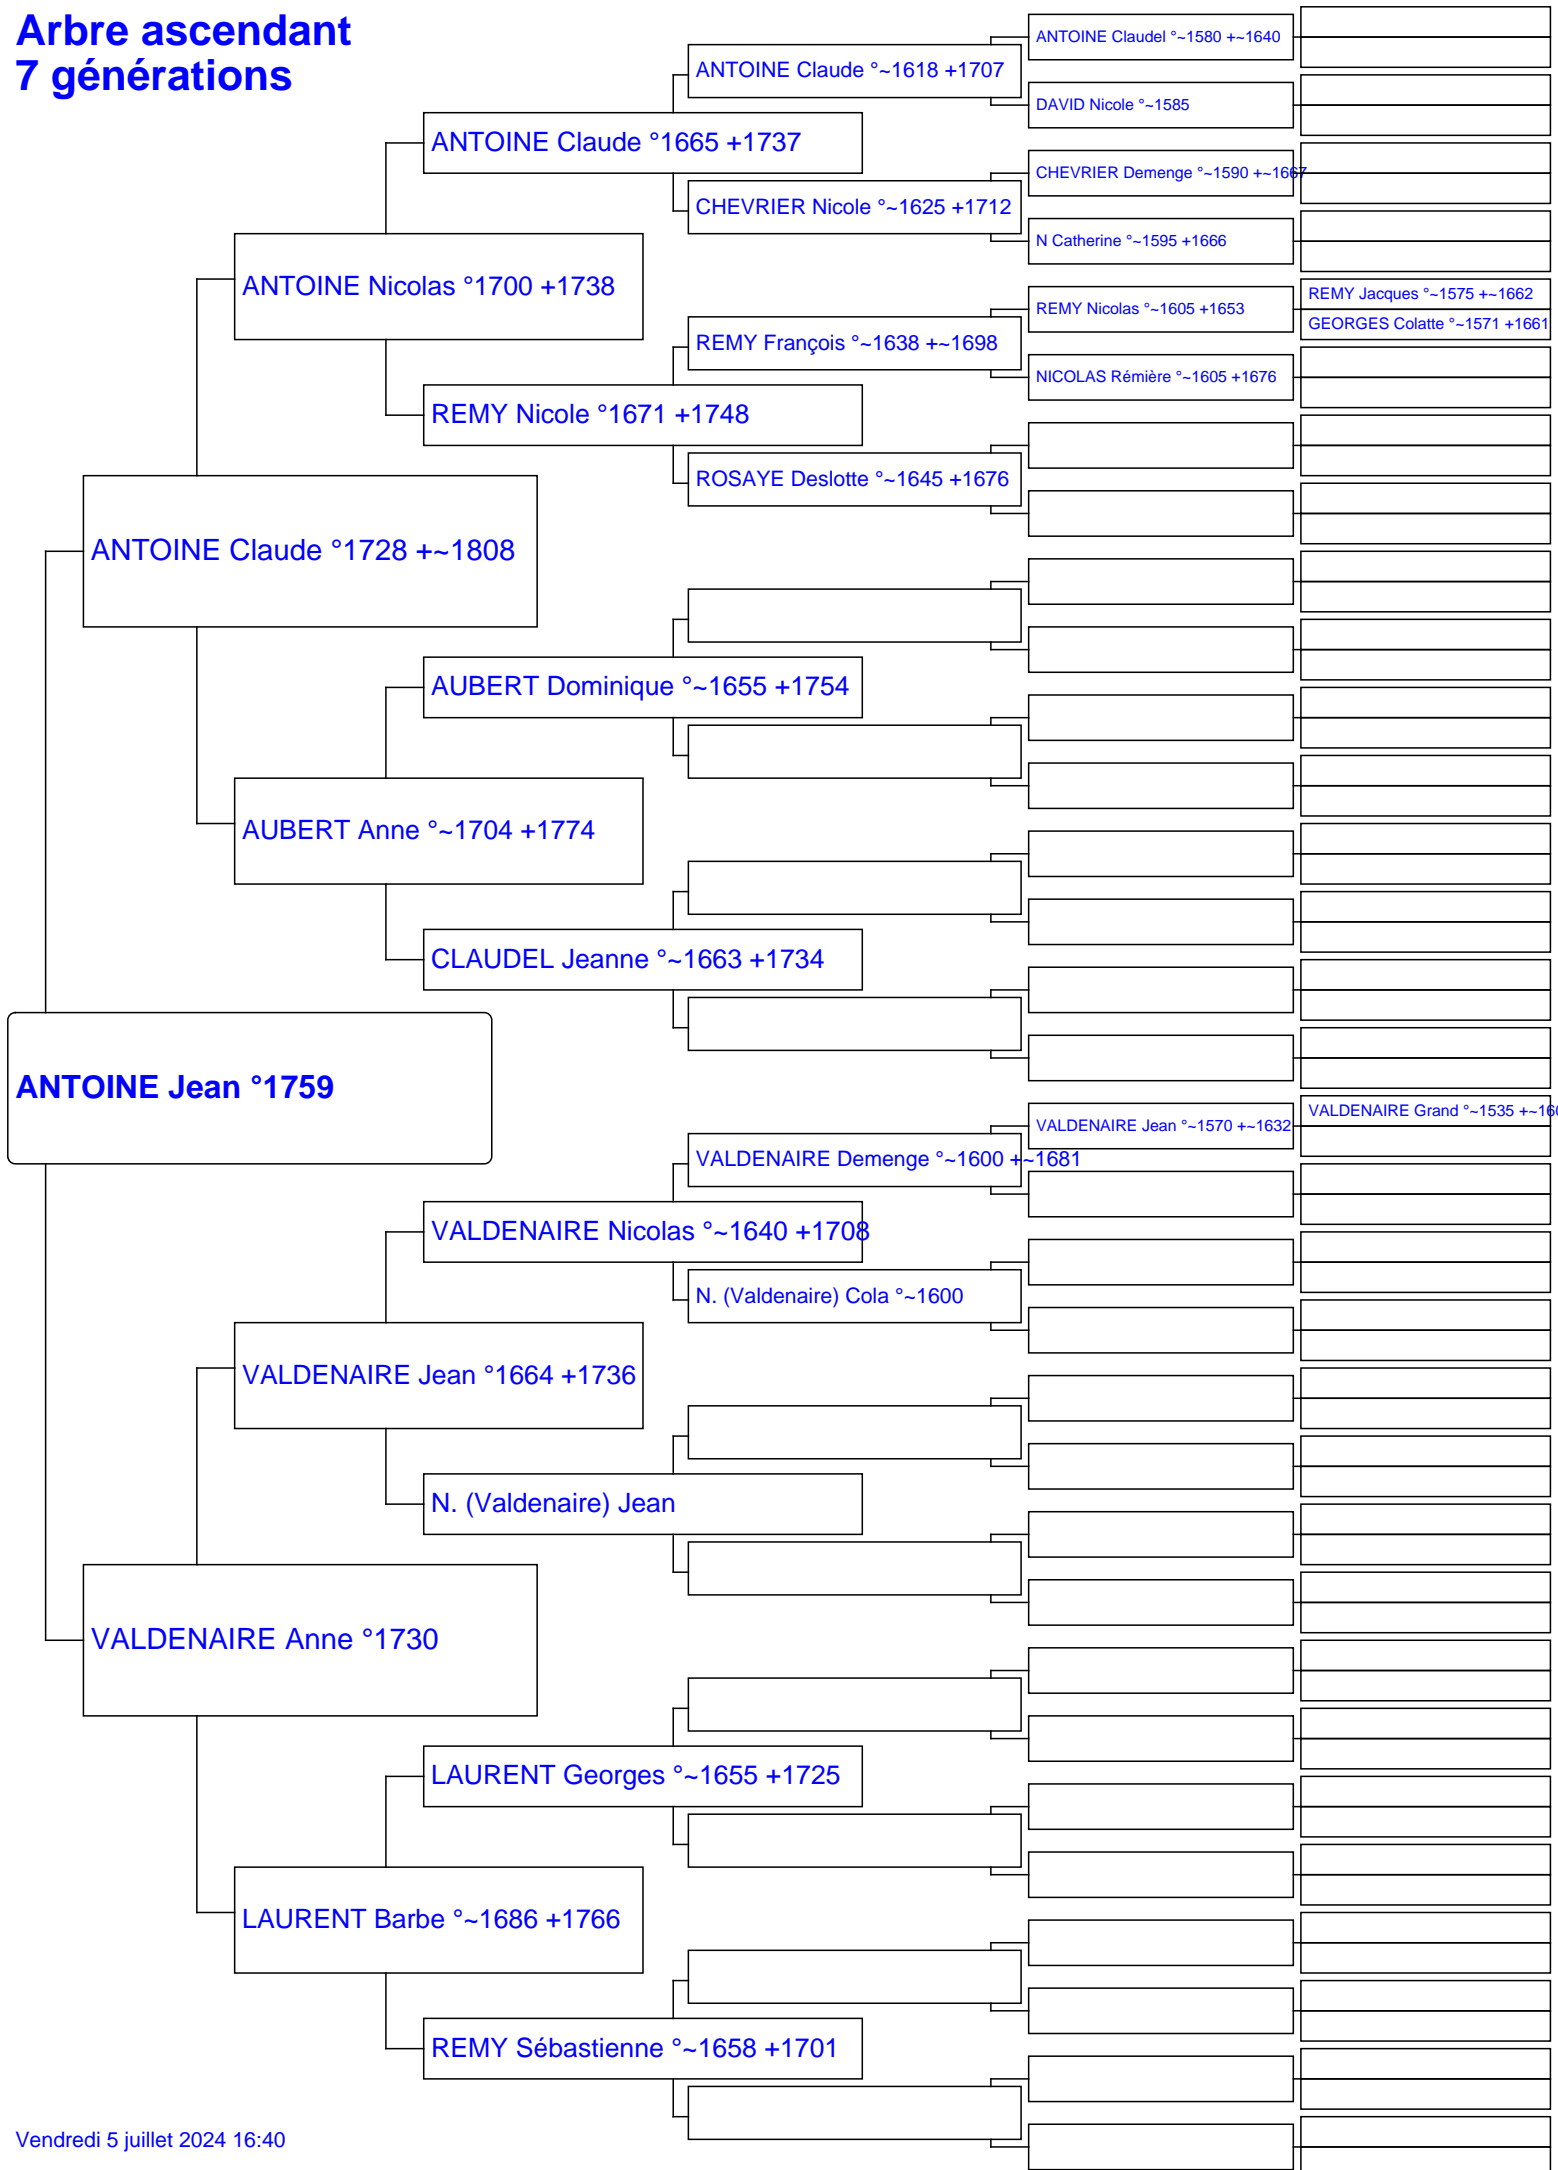 Arbre ascendant
7 générations
ANTOINE Claudel °~1580 +~1640
ANTOINE Claude °~1618 +1707
DAVID Nicole °~1585
ANTOINE Claude °1665 +1737
CHEVRIER Demenge °~1590 +~1667
CHEVRIER Nicole °~1625 +1712
N Catherine °~1595 +1666
ANTOINE Nicolas °1700 +1738
REMY Jacques °~1575 +~1662
REMY Nicolas °~1605 +1653
GEORGES Colatte °~1571 +1661
REMY François °~1638 +~1698
NICOLAS Rémière °~1605 +1676
REMY Nicole °1671 +1748
ROSAYE Deslotte °~1645 +1676
ANTOINE Claude °1728 +~1808
AUBERT Dominique °~1655 +1754
AUBERT Anne °~1704 +1774
CLAUDEL Jeanne °~1663 +1734
ANTOINE Jean °1759
VALDENAIRE Grand °~1535 +~160
VALDENAIRE Jean °~1570 +~1632
VALDENAIRE Demenge °~1600 +~1681
VALDENAIRE Nicolas °~1640 +1708
N. (Valdenaire) Cola °~1600
VALDENAIRE Jean °1664 +1736
N. (Valdenaire) Jean
VALDENAIRE Anne °1730
LAURENT Georges °~1655 +1725
LAURENT Barbe °~1686 +1766
REMY Sébastienne °~1658 +1701
Vendredi 5 juillet 2024 16:40